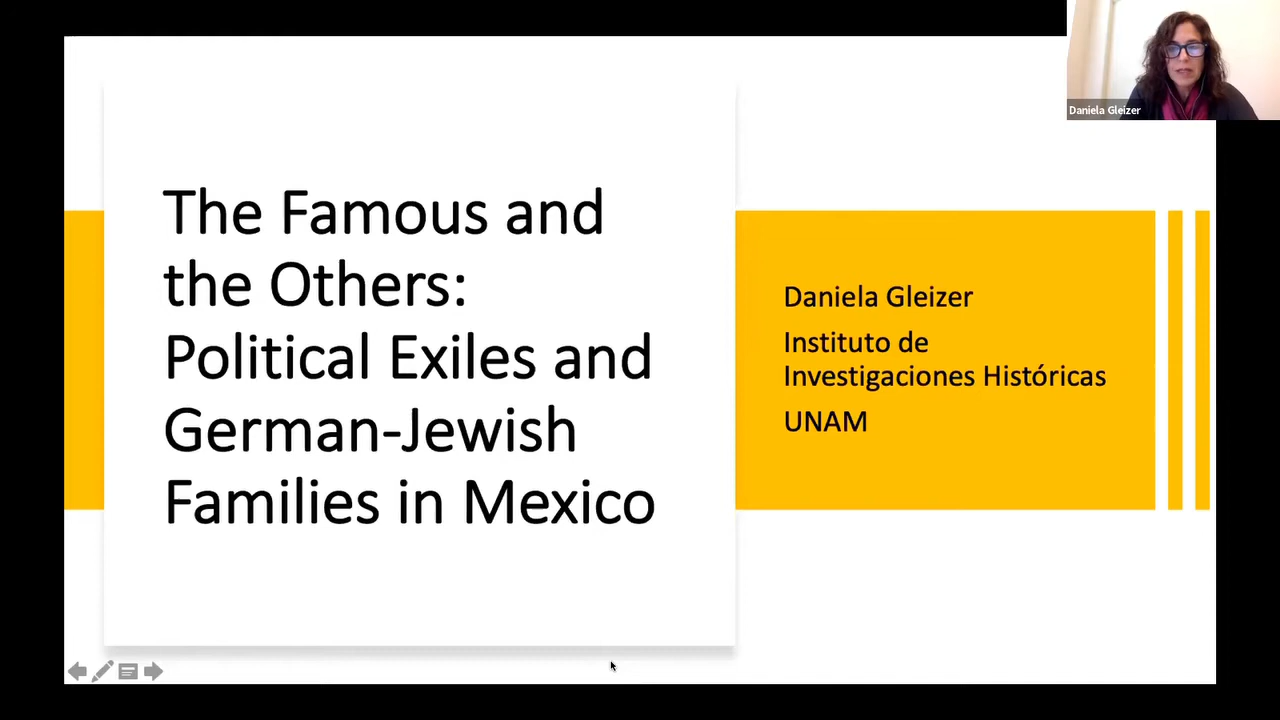 The Famous and
the Others:
Political Exiles and
German-Jewish
Families in Mexico
Daniela Gleizer
Instituto de
Investigaciones Históricas
UNAM
Daniela Gleizer